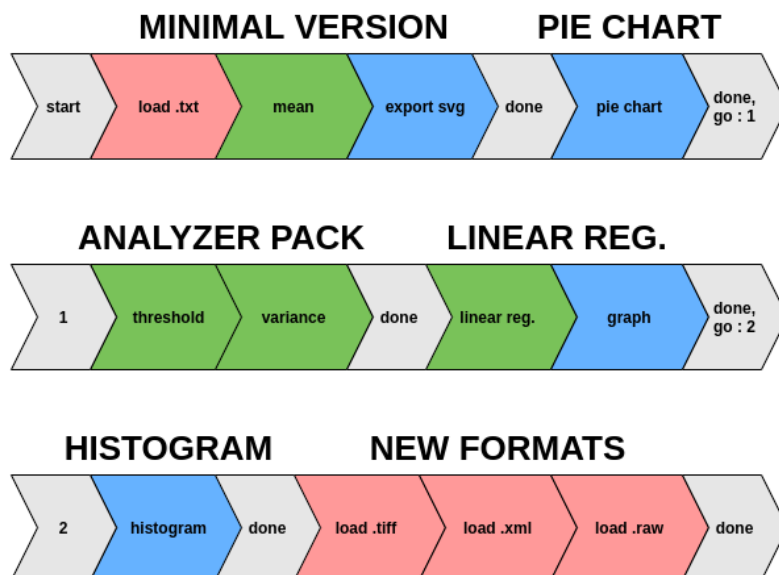 MINIMAL VERSION PIE CHART
start load .txt mean export svg done pie chart done,
go : 1
ANALYZER PACK LINEAR REG.
1 threshold variance done linear reg. graph done,
go : 2
HISTOGRAM NEW FORMATS
2 histogram done load .tiff load .xml load .raw done